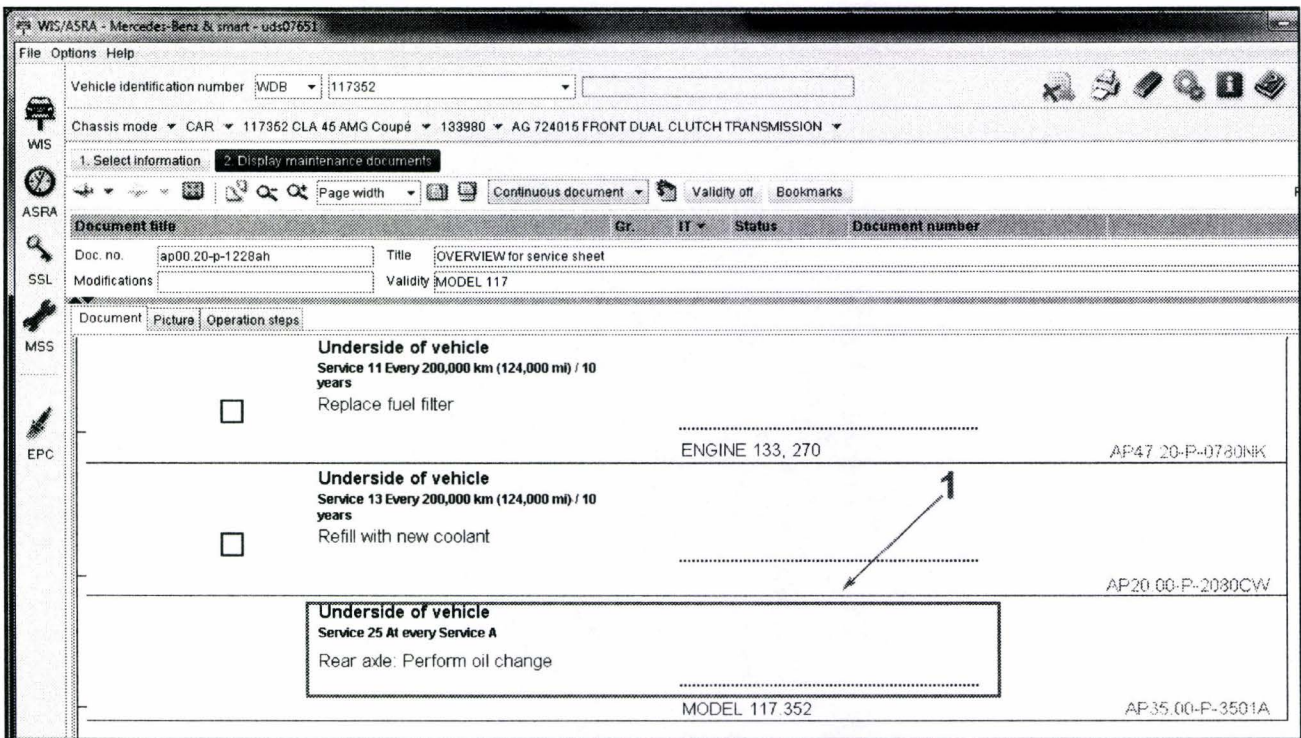 WIS/ASRA - Mercedes-Benz & smart - uds07651
File Options Help
Vehicle identification number WDB 117352
WIS
Chassis mode CAR 117352 CLA 45 AMG Coupé 133980 AG 724015 FRONT DUAL CLUTCH TRANSMISSION
1. Select information 2. Display maintenance documents
ASRA
Page width Continuous document Validity off Bookmarks
Document title Gr. IT Status Document number
SSL
Doc. no. ap00.20-p-1228ah Title OVERVIEW for service sheet
Modifications Validity MODEL 117
MSS
Document Picture Operation steps
Underside of vehicle
Service 11 Every 200,000 km (124,000 mi) / 10
years
Replace fuel filter
EPC
ENGINE 133, 270 AP47.20-P-0780NK
Underside of vehicle
1
Service 13 Every 200,000 km (124,000 mi) / 10
years
Refill with new coolant
AP20.00-P-2080CW
Underside of vehicle
Service 25 At every Service A
Rear axle: Perform oil change
MODEL 117.352 AP35.00-P-3501A